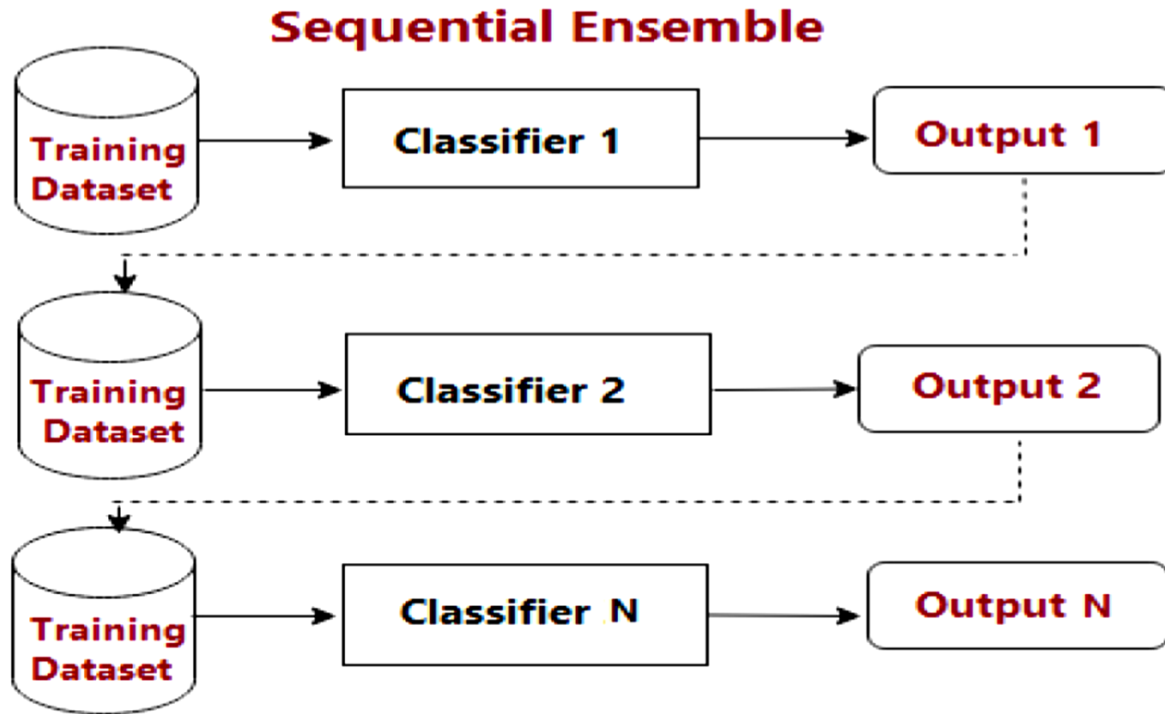 Sequential Ensemble
Training
Dataset
Classifier 1
Output 1
Training
Dataset
Classifier 2
Output 2
Training
Dataset
Classifier N
Output N